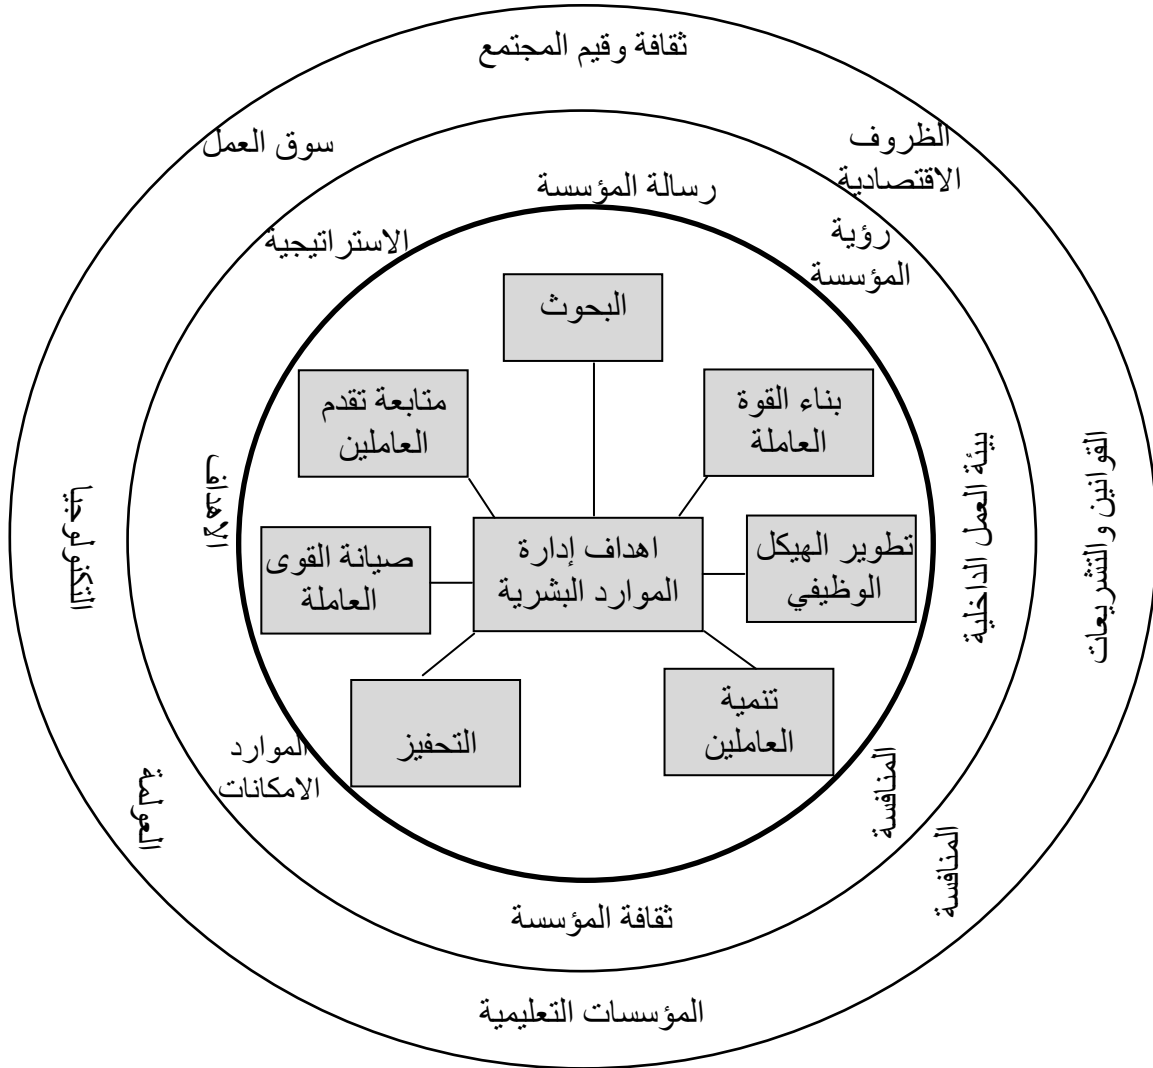 ثقافة وقيم المجتمع
سوق العمل
الظروف
الاقتصادية
القوانين والتشريعات
المنافسة
المؤسسات التعليمية
العولمة
التكنولوجيا
رسالة المؤسسة
رؤية
المؤسسة
بيئة العمل الداخلية
المنافسة
ثقافة المؤسسة
الموارد
الامكانات
الأهداف
الاستراتيجية
البحوث
بناء القوة
العاملة
تطوير الهيكل
الوظيفي
تنمية
العاملين
التحفيز
صيانة القوى
العاملة
متابعة تقدم
العاملين
اهداف إدارة
الموارد البشرية